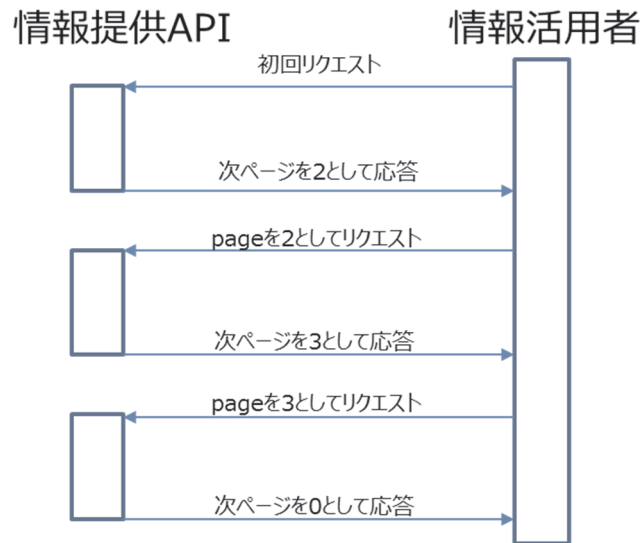 情報提供API
情報活用者
初回リクエスト
次ページを2として応答
pageを2としてリクエスト
次ページを3として応答
pageを3としてリクエスト
次ページを0として応答